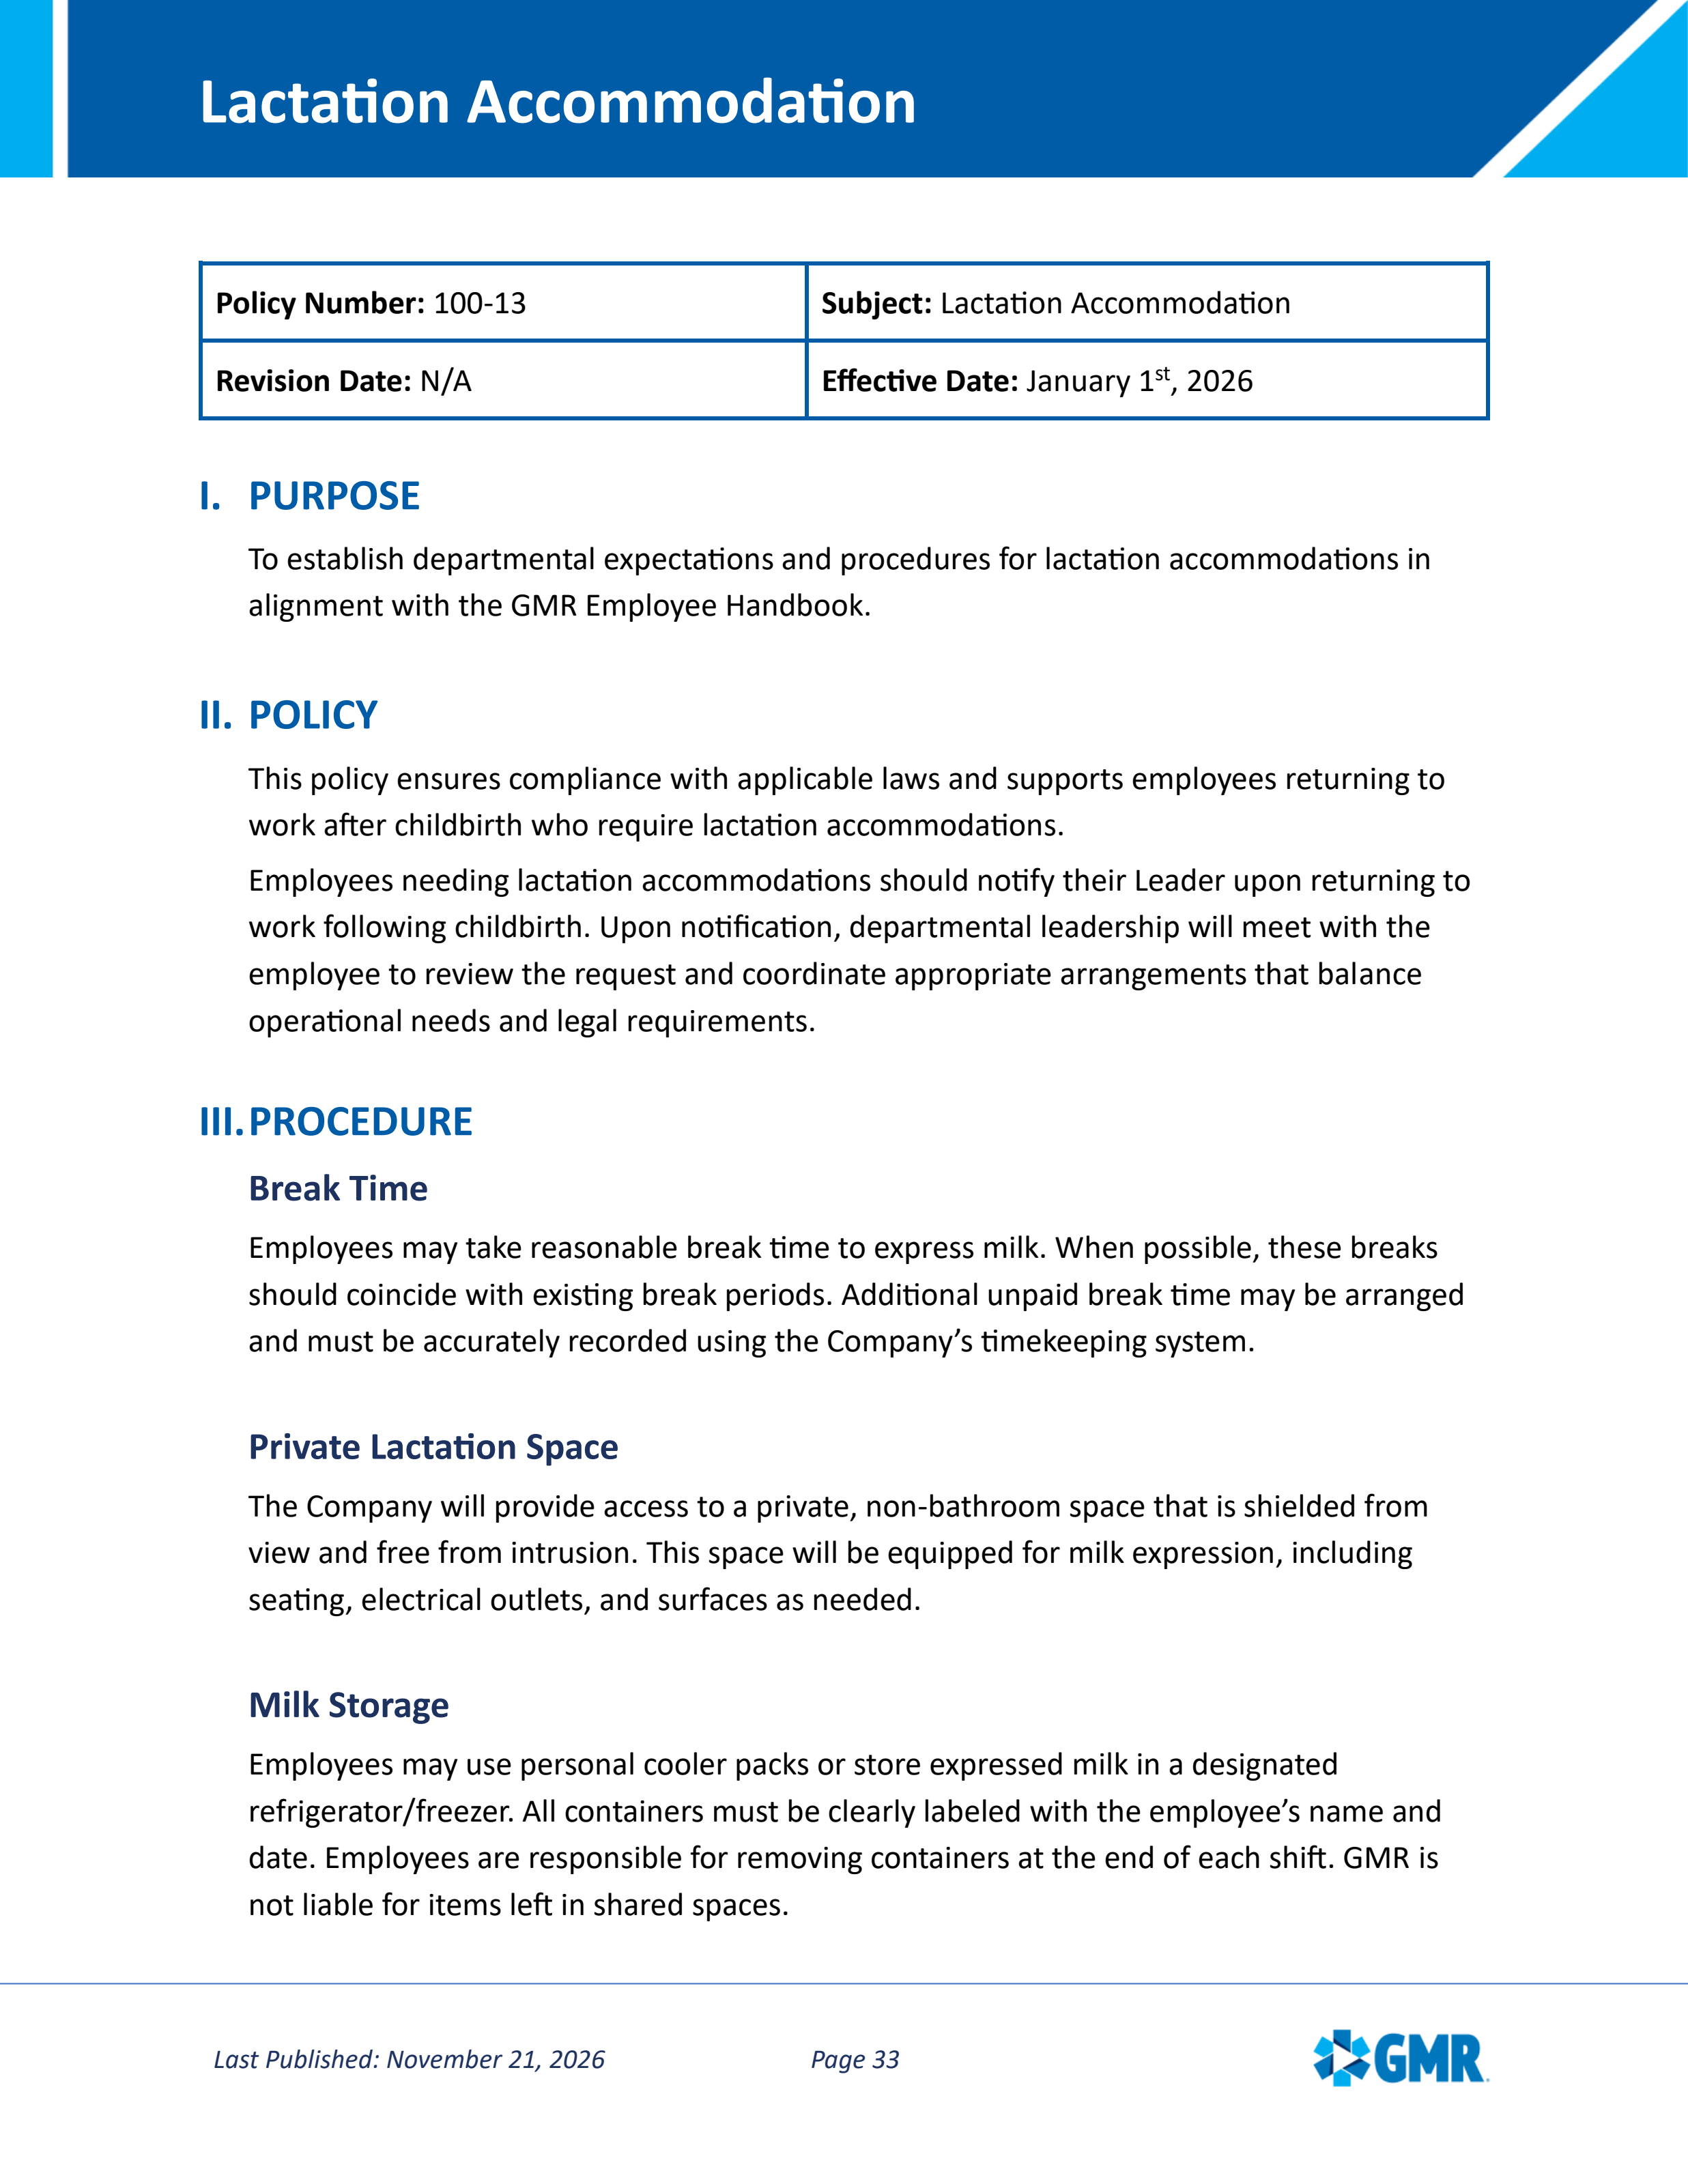 Lactation Accommodation
Policy Number: 100-13
Subject: Lactation Accommodation
Revision Date: N/A
Effective Date: January 1st, 2026
I. PURPOSE
To establish departmental expectations and procedures for lactation accommodations in
alignment with the GMR Employee Handbook.
II. POLICY
This policy ensures compliance with applicable laws and supports employees returning to
work after childbirth who require lactation accommodations.
Employees needing lactation accommodations should notify their Leader upon returning to
work following childbirth. Upon notification, departmental leadership will meet with the
employee to review the request and coordinate appropriate arrangements that balance
operational needs and legal requirements.
III. PROCEDURE
Break Time
Employees may take reasonable break time to express milk. When possible, these breaks
should coincide with existing break periods. Additional unpaid break time may be arranged
and must be accurately recorded using the Company’s timekeeping system.
Private Lactation Space
The Company will provide access to a private, non-bathroom space that is shielded from
view and free from intrusion. This space will be equipped for milk expression, including
seating, electrical outlets, and surfaces as needed.
Milk Storage
Employees may use personal cooler packs or store expressed milk in a designated
refrigerator/freezer. All containers must be clearly labeled with the employee’s name and
date. Employees are responsible for removing containers at the end of each shift. GMR is
not liable for items left in shared spaces.
Last Published: November 21, 2026
Page 33
GMR